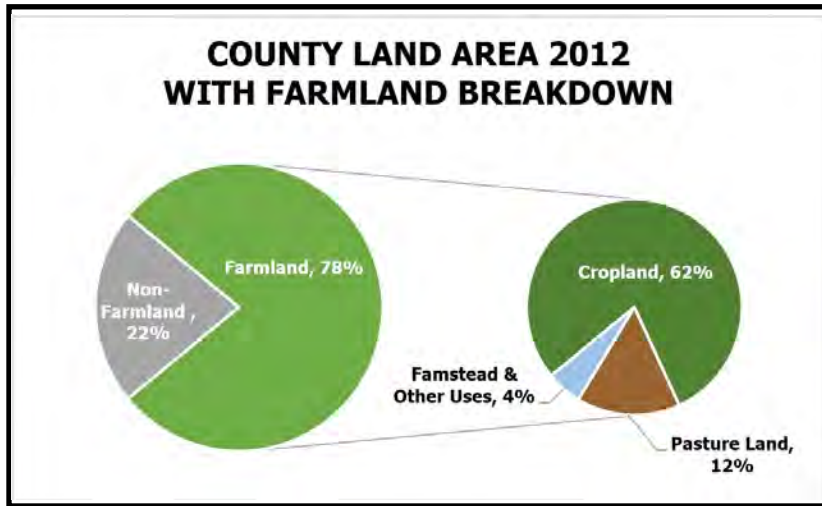 COUNTY LAND AREA 2012
WITH FARMLAND BREAKDOWN
Farmland, 78%
Non-
Farmland ,
22%
Cropland, 62%
Famstead &
Other Uses, 4%
Pasture Land,
12%